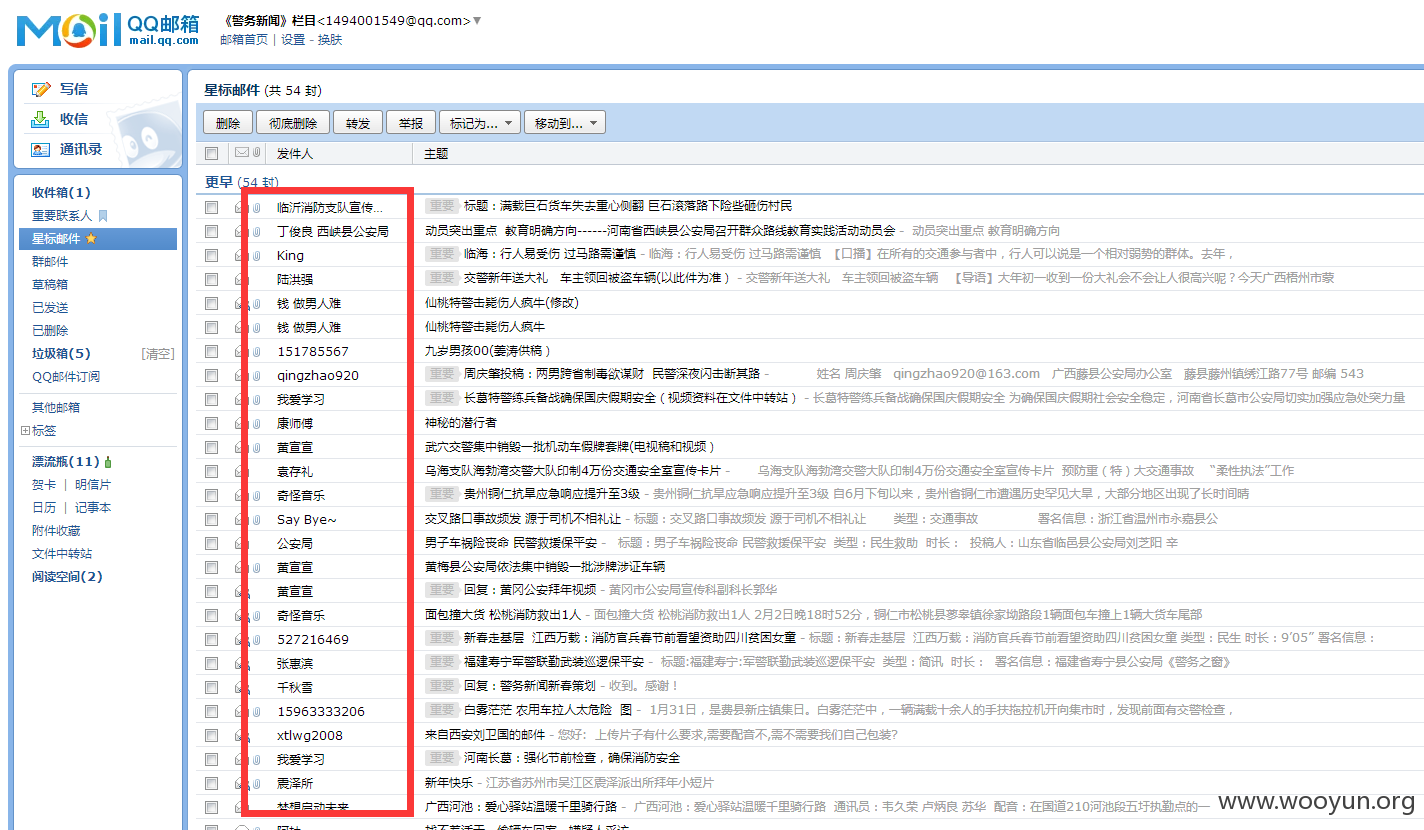 Mail QQ邮箱 mail.qq.com
《警务新闻》栏目<1494001549@qq.com>
邮箱首页 | 设置 - 换肤
写信
收信
通讯录
收件箱(1)
重要联系人
星标邮件
群邮件
草稿箱
已发送
已删除
垃圾箱(5) [清空]
QQ邮件订阅
其他邮箱
标签
漂流瓶(11)
贺卡 | 明信片
日历 | 记事本
附件收藏
文件中转站
阅读空间(2)
星标邮件 (共 54 封)
删除 彻底删除 转发 举报 标记为... 移动到...
发件人 主题
更早 (54 封)
临沂消防支队宣传... 重要 标题：满载巨石货车失去重心侧翻 巨石滚落路下险些砸伤村民
丁俊良 西峡县公安局 动员突出重点 教育明确方向------河南省西峡县公安局召开群众路线教育实践活动动员会 - 动员突出重点 教育明确方向
King 重要 临海：行人易受伤 过马路需谨慎 - 临海：行人易受伤 过马路需谨慎 【口播】在所有的交通参与者中，行人可以说是一个相对弱势的群体。去年，
陆洪强 重要 交警新年送大礼 车主领回被盗车辆(以此件为准） - 交警新年送大礼 车主领回被盗车辆 【导语】大年初一收到一份大礼会不会让人很高兴呢？今天广西梧州市蒙
钱 做男人难 仙桃特警击毙伤人疯牛(修改)
钱 做男人难 仙桃特警击毙伤人疯牛
151785567 九岁男孩00(姜涛供稿）
qingzhao920 重要 周庆肇投稿：两男跨省制毒欲谋财 民警深夜闪击断其路 - 姓名 周庆肇 qingzhao920@163.com 广西藤县公安局办公室 藤县藤州镇绣江路77号 邮编 543
我爱学习 重要 长葛特警练兵备战确保国庆假期安全（视频资料在文件中转站） - 长葛特警练兵备战确保国庆假期安全 为确保国庆假期社会安全稳定，河南省长葛市公安局切实加强应急处突力量
康师傅 神秘的潜行者
黄宣宣 武穴交警集中销毁一批机动车假牌套牌(电视稿和视频）
袁存礼 乌海支队海勃湾交警大队印制4万份交通安全室宣传卡片 - 乌海支队海勃湾交警大队印制4万份交通安全室宣传卡片 预防重（特）大交通事故 “柔性执法”工作
奇怪音乐 重要 贵州铜仁抗旱应急响应提升至3级 - 贵州铜仁抗旱应急响应提升至3级 自6月下旬以来，贵州省铜仁市遭遇历史罕见大旱，大部分地区出现了长时间晴
Say Bye~ 交叉路口事故频发 源于司机不相礼让 - 标题：交叉路口事故频发 源于司机不相礼让 类型：交通事故 署名信息：浙江省温州市永嘉县公
公安局 男子车祸险丧命 民警救援保平安 - 标题：男子车祸险丧命 民警救援保平安 类型：民生救助 时长： 投稿人：山东省临邑县公安局刘芝阳 辛
黄宣宣 黄梅县公安局依法集中销毁一批涉牌涉证车辆
黄宣宣 重要 回复：黄冈公安拜年视频 - 黄冈市公安局宣传科副科长郭华
奇怪音乐 面包撞大货 松桃消防救出1人 - 面包撞大货 松桃消防救出1人 2月2日晚18时52分，铜仁市松桃县蓼皋镇徐家坳路段1辆面包车撞上1辆大货车尾部
527216469 重要 新春走基层 江西万载：消防官兵春节前看望资助四川贫困女童 - 标题：新春走基层 江西万载：消防官兵春节前看望资助四川贫困女童 类型：民生 时长：9′05″ 署名信息：
张惠滨 重要 福建寿宁军警联勤武装巡逻保平安 - 标题:福建寿宁:军警联勤武装巡逻保平安 类型：简讯 时长： 署名信息：福建省寿宁县公安局《警务之窗》
千秋雪 重要 回复：警务新闻新春策划 - 收到。感谢！
15963333206 重要 白雾茫茫 农用车拉人太危险 图 - 1月31日，是费县新庄镇集日。白雾茫茫中，一辆满载十余人的手扶拖拉机开向集市时，发现前面有交警检查，
xtlwg2008 来自西安刘卫国的邮件 - 您好： 上传片子有什么要求,需要配音不,需不需要我们自己包装?
我爱学习 重要 河南长葛：强化节前检查，确保消防安全
震泽所 新年快乐 - 江苏省苏州市吴江区震泽派出所拜年小短片
梦想启动未来 广西河池：爱心驿站温暖千里骑行路 - 广西河池：爱心驿站温暖千里骑行路 通讯员：韦久荣 卢炳良 苏华 配音：在国道210河池段五圩执勤点的一
www.wooyun.org